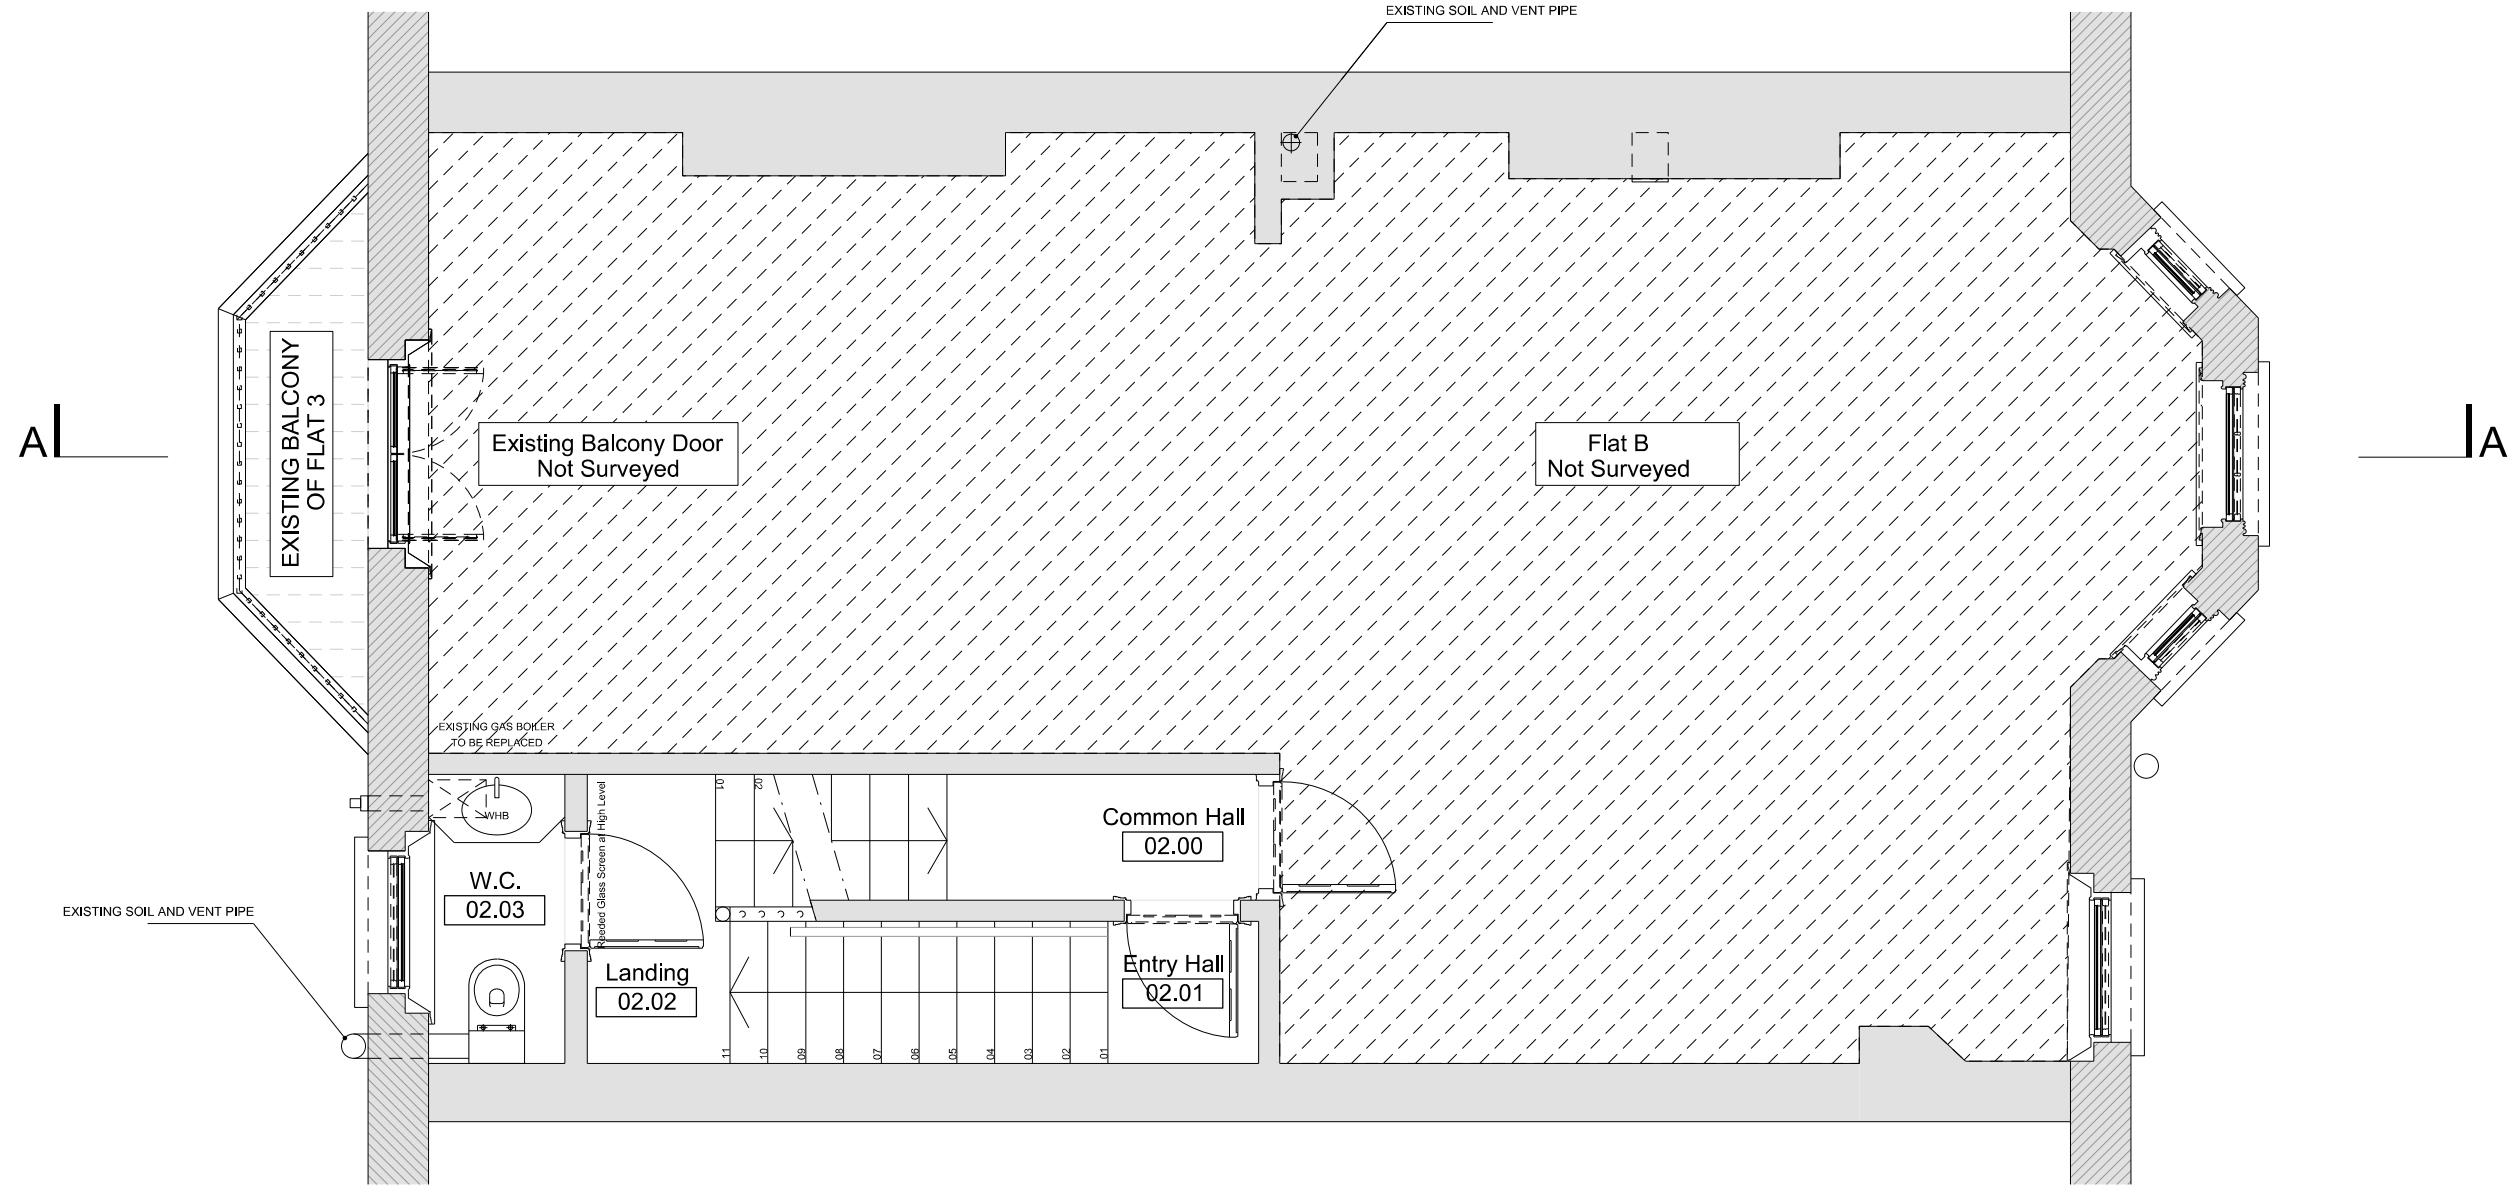 EXISTING SOIL AND VENT PIPE
A
EXISTING BALCONY
OF FLAT 3
Existing Balcony Door
Not Surveyed
Flat B
Not Surveyed
A
EXISTING GAS BOILER
TO BE REPLACED
WHB
W.C.
02.03
Reeded Glass Screen at High Level
01
02
Common Hall
02.00
EXISTING SOIL AND VENT PIPE
Landing
02.02
Entry Hall
02.01
11
10
09
08
07
06
05
04
03
02
01